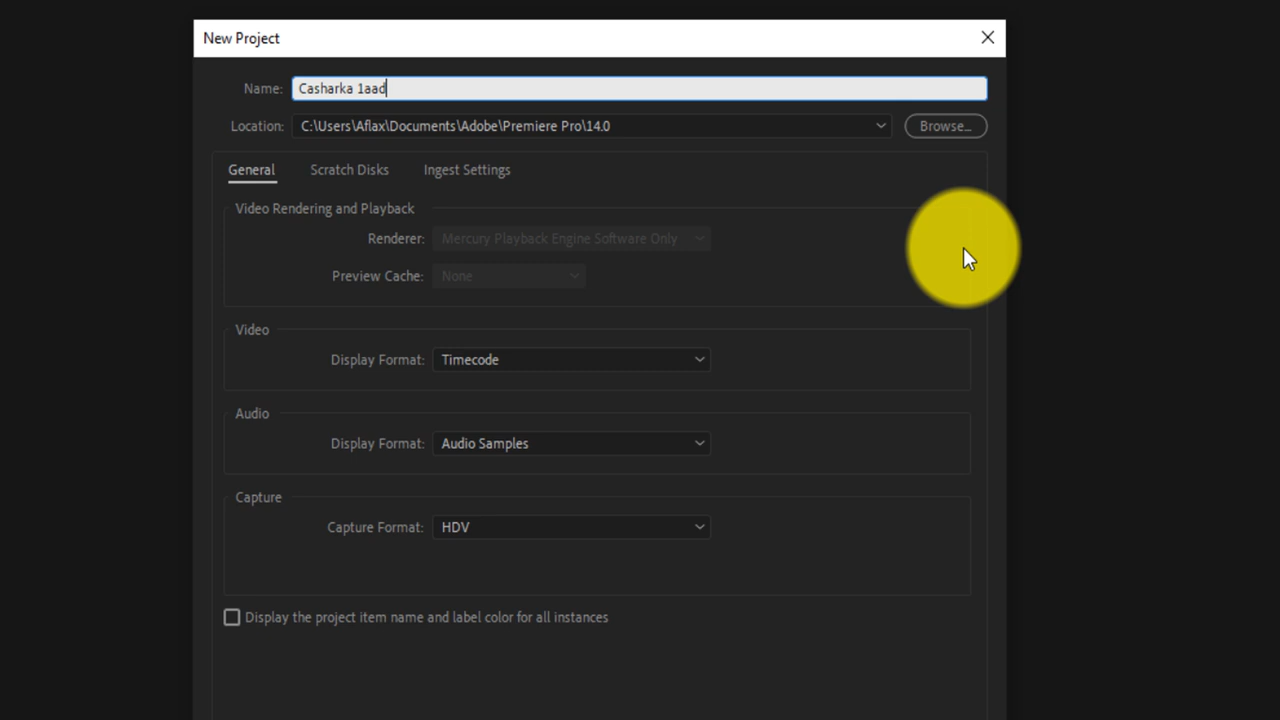 New Project
Name: Casharka 1aad
Location: C:\Users\Aflax\Documents\Adobe\Premiere Pro\14.0 Browse...
General Scratch Disks Ingest Settings
Video Rendering and Playback
Renderer: Mercury Playback Engine Software Only
Preview Cache: None
Video
Display Format: Timecode
Audio
Display Format: Audio Samples
Capture
Capture Format: HDV
Display the project item name and label color for all instances